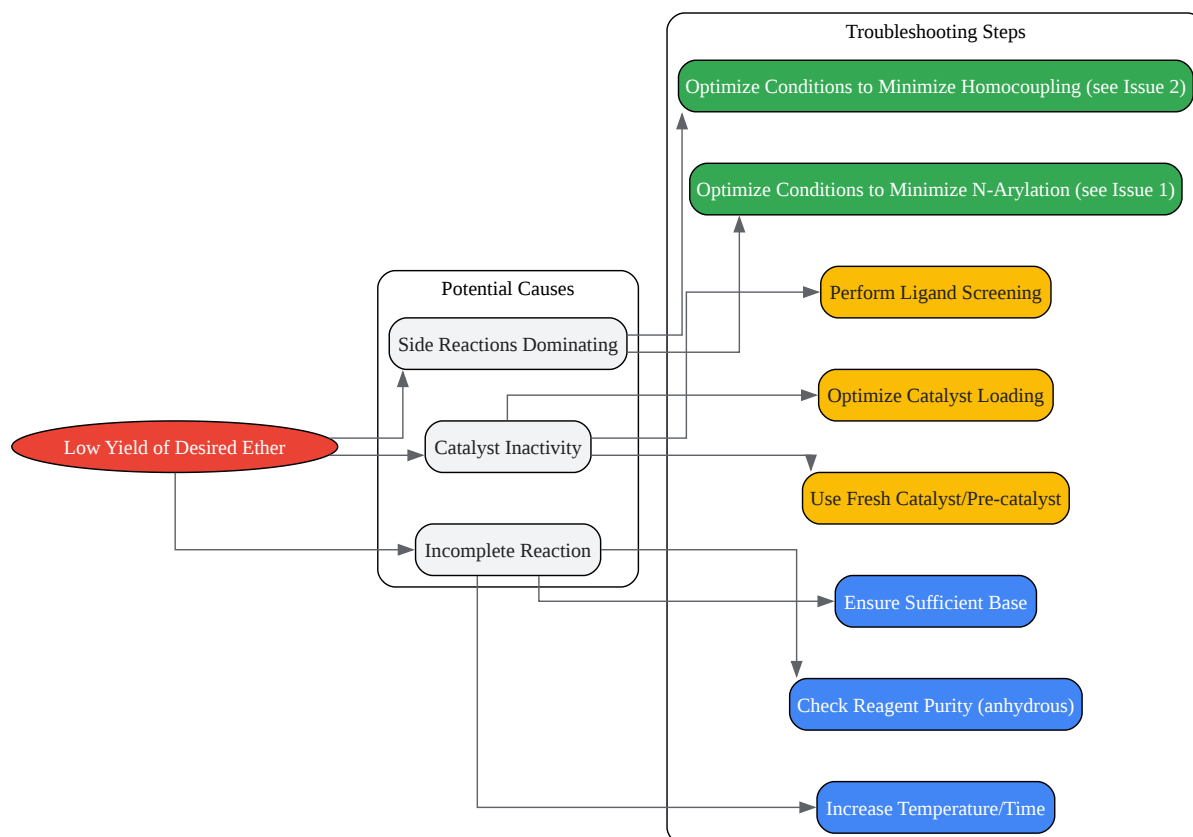 Troubleshooting Steps
Optimize Conditions to Minimize Homocoupling (see Issue 2)
Optimize Conditions to Minimize N-Arylation (see Issue 1)
Potential Causes
Perform Ligand Screening
Side Reactions Dominating
Optimize Catalyst Loading
Low Yield of Desired Ether
Catalyst Inactivity
Use Fresh Catalyst/Pre-catalyst
Incomplete Reaction
Ensure Sufficient Base
Check Reagent Purity (anhydrous)
Increase Temperature/Time